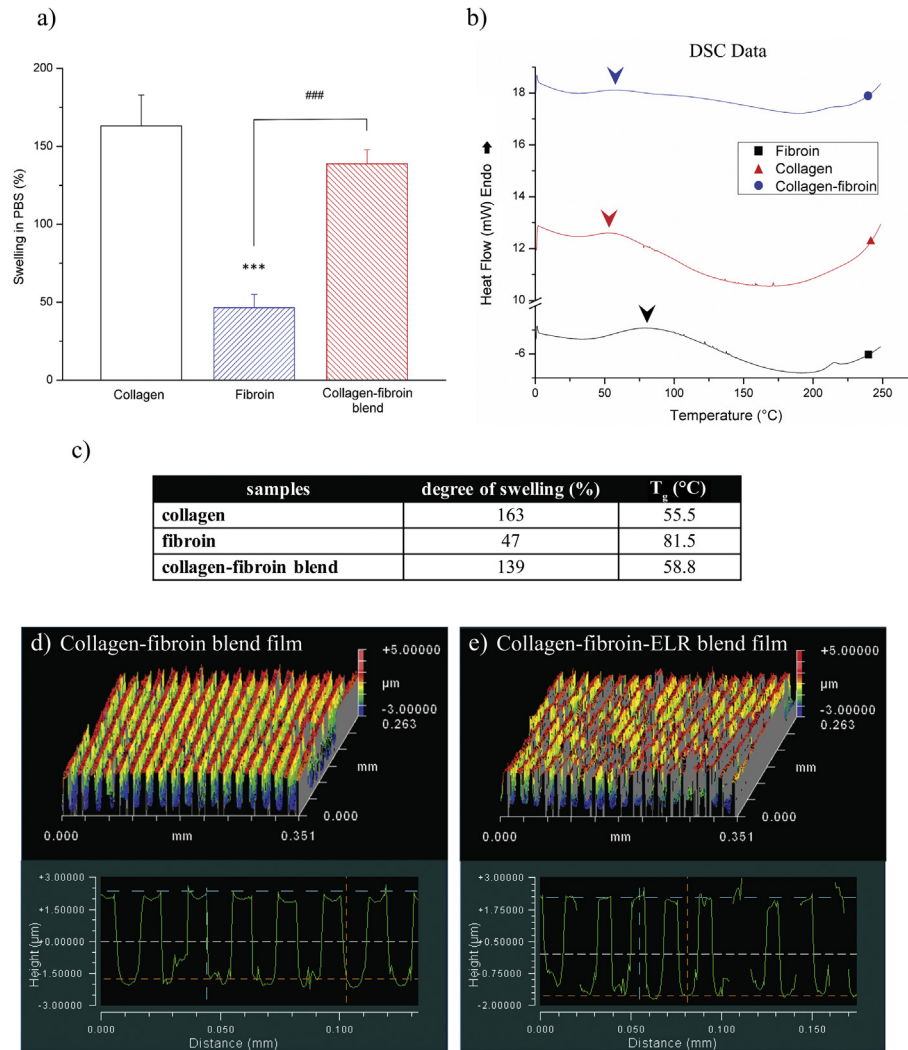 a)
200
150
100
50
0
Swelling in PBS (%)
###
***
Collagen
Fibroin
Collagen-fibroin
blend
b)
DSC Data
18
16
14
12
10
-6
Heat Flow (mW) Endo
Fibroin
Collagen
Collagen-fibroin
0 50 100 150 200 250
Temperature (°C)
c)
samples degree of swelling (%) Tg (°C)
collagen 163 55.5
fibroin 47 81.5
collagen-fibroin blend 139 58.8
d) Collagen-fibroin blend film
+5.00000
µm
-3.00000
0.263
mm
0.000
0.000 mm 0.351
+3.00000
+1.50000
+0.00000
-1.50000
-3.00000
Height (µm)
0.000 0.050 0.100
Distance (mm)
e) Collagen-fibroin-ELR blend film
+5.00000
µm
-3.00000
0.263
mm
0.000
0.000 mm 0.351
+3.00000
+1.75000
+0.50000
-0.75000
-2.00000
Height (µm)
0.000 0.050 0.100 0.150
Distance (mm)